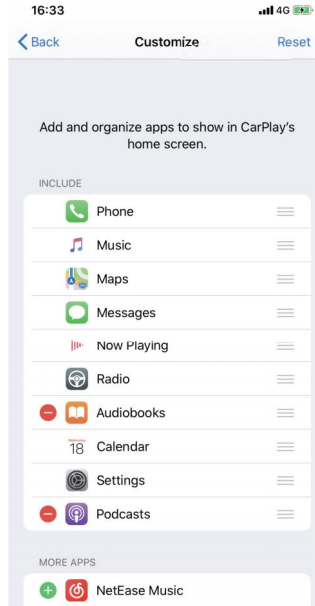 16:33 4G
Back Customize Reset
Add and organize apps to show in CarPlay's
home screen.
INCLUDE
Phone
Music
Maps
Messages
Now Playing
Radio
Audiobooks
Wednesday
18 Calendar
Settings
Podcasts
MORE APPS
NetEase Music